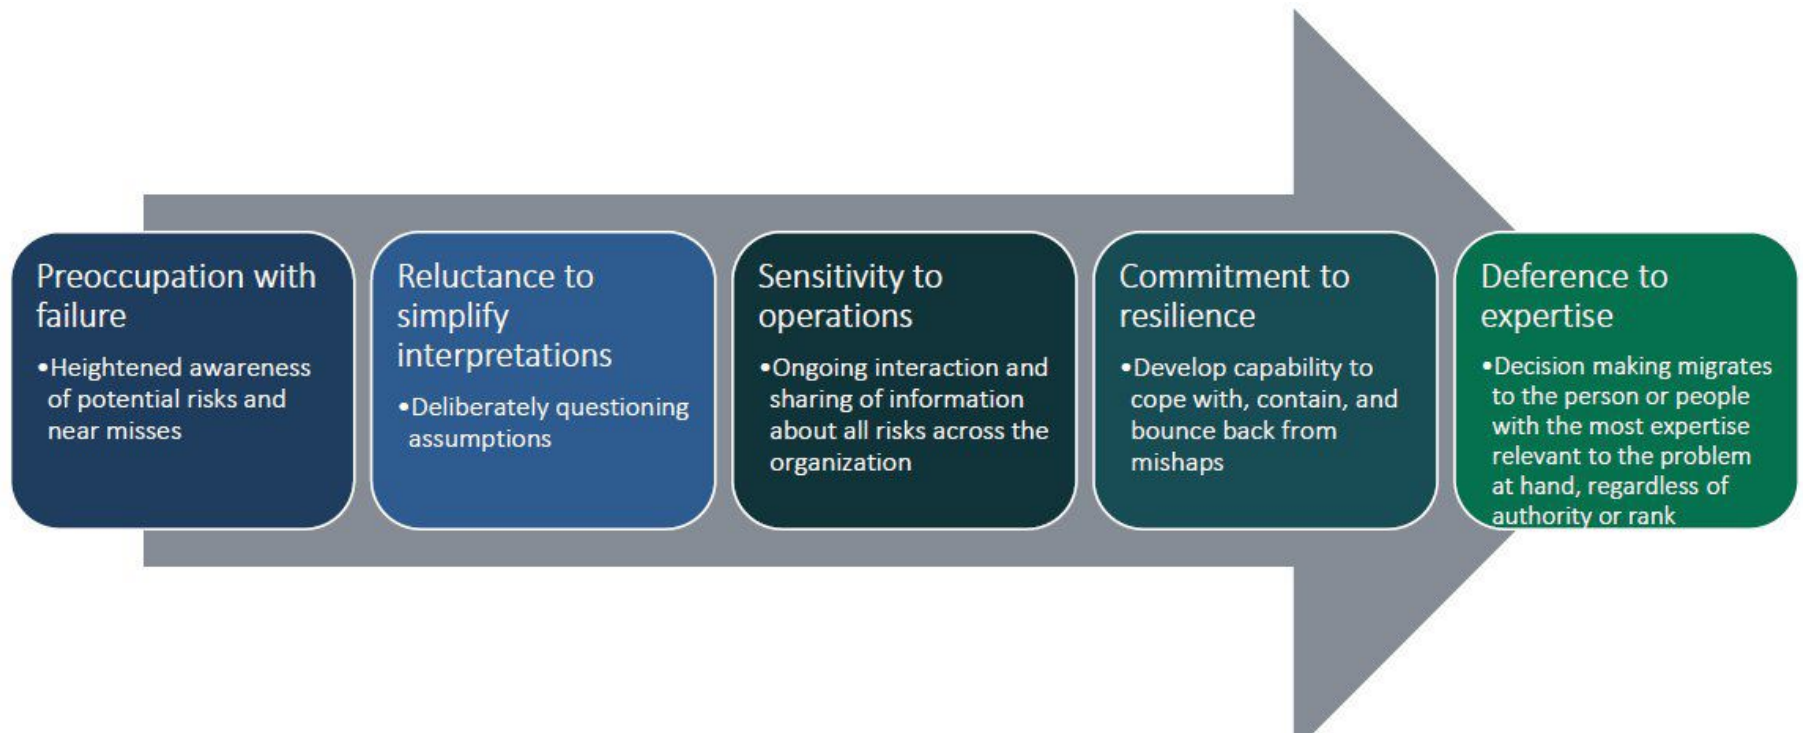 Preoccupation with
failure
•Heightened awareness
of potential risks and
near misses
Reluctance to
simplify
interpretations
•Deliberately questioning
assumptions
Sensitivity to
operations
•Ongoing interaction and
sharing of information
about all risks across the
organization
Commitment to
resilience
•Develop capability to
cope with, contain, and
bounce back from
mishaps
Deference to
expertise
•Decision making migrates
to the person or people
with the most expertise
relevant to the problem
at hand, regardless of
authority or rank